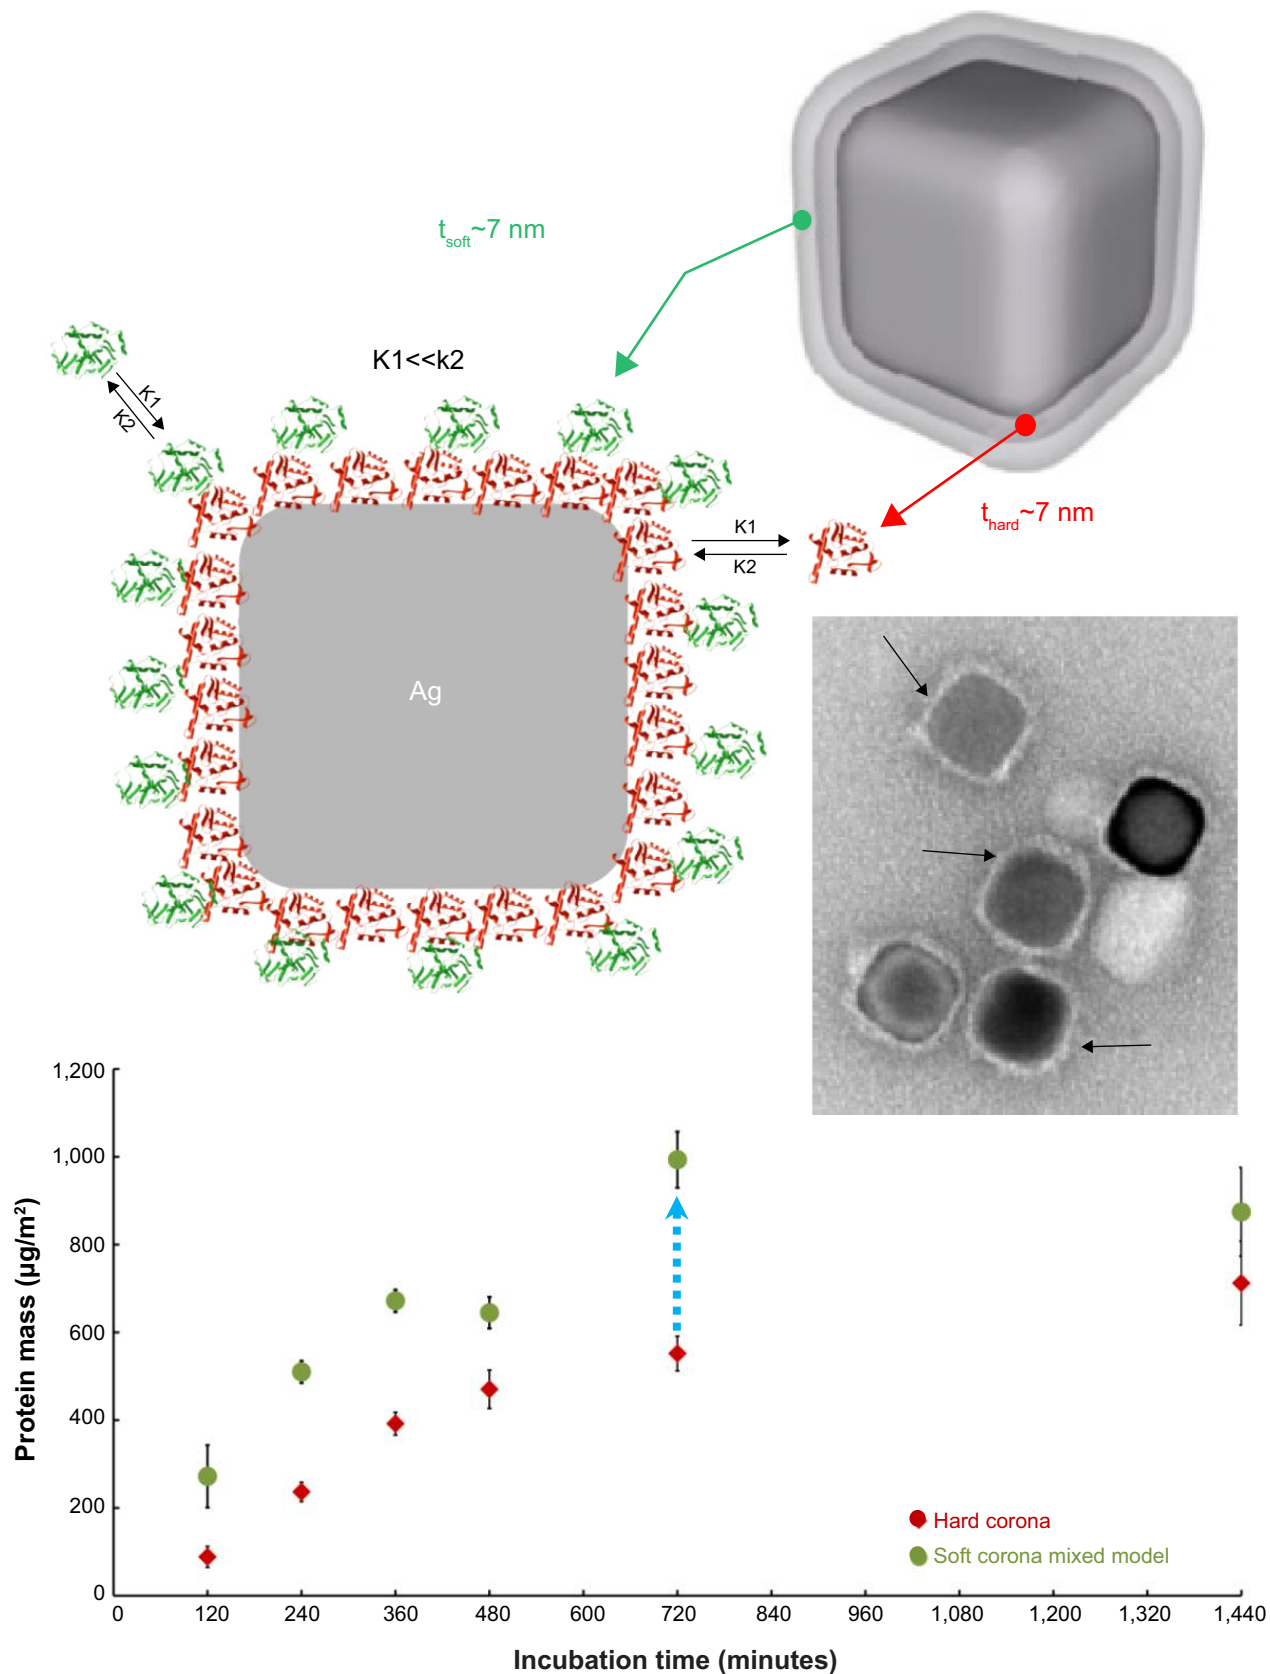 t_soft~7 nm
K1<<k2
K1
K2
t_hard~7 nm
K1
K2
Ag
1,200
1,000
800
600
400
200
0
Protein mass (µg/m²)
Hard corona
Soft corona mixed model
0 120 240 360 480 600 720 840 960 1,080 1,200 1,320 1,440
Incubation time (minutes)